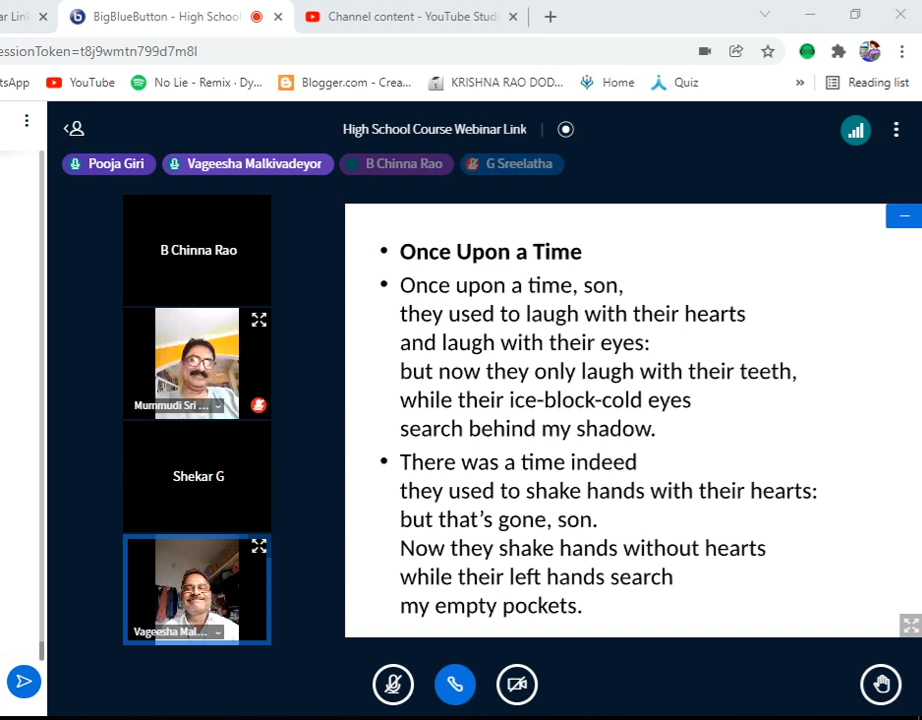 ar Link
BigBlueButton - High School
Channel content - YouTube Studi
essionToken=t8j9wmtn799d7m8l
tsApp
YouTube
No Lie - Remix · Dy...
Blogger.com - Crea...
KRISHNA RAO DOD...
Home
Quiz
»
Reading list
High School Course Webinar Link
Pooja Giri
Vageesha Malkivadeyor
B Chinna Rao
G Sreelatha
B Chinna Rao
Mummudi Sri ...
Shekar G
Vageesha Mal...
• Once Upon a Time
• Once upon a time, son,
they used to laugh with their hearts
and laugh with their eyes:
but now they only laugh with their teeth,
while their ice-block-cold eyes
search behind my shadow.
• There was a time indeed
they used to shake hands with their hearts:
but that’s gone, son.
Now they shake hands without hearts
while their left hands search
my empty pockets.